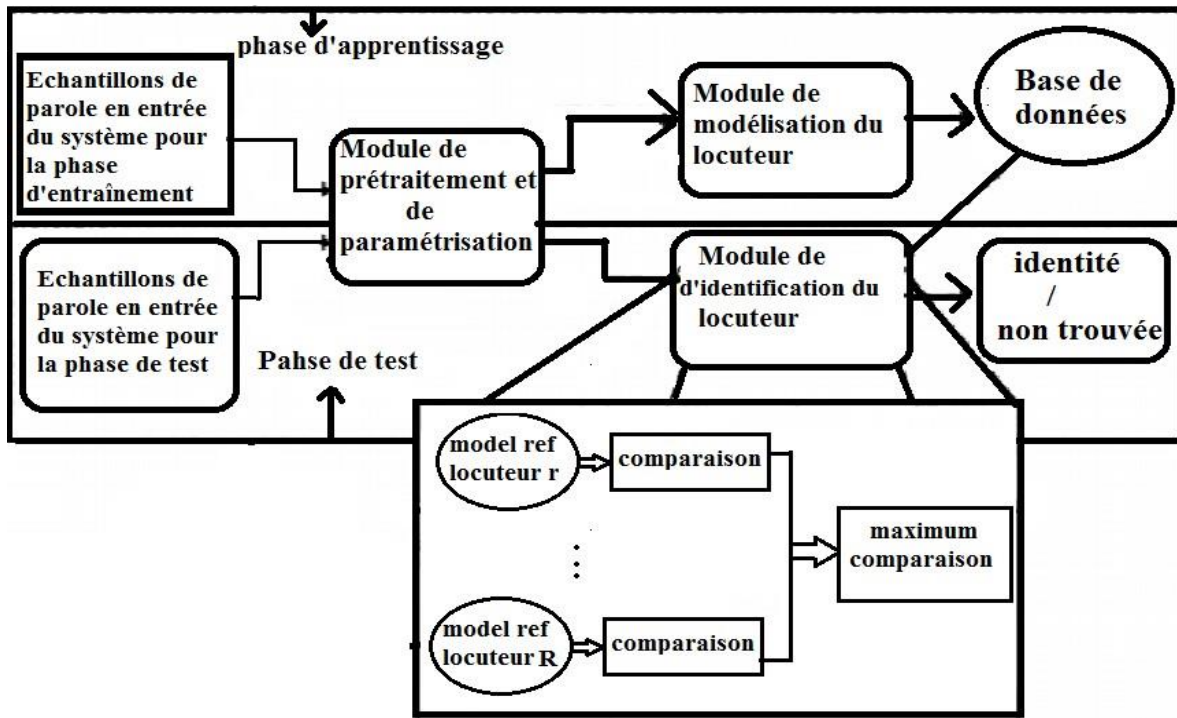 phase d'apprentissage
Echantillons de
parole en entrée
du système pour
la phase
d'entraînement
Module de
prétraitement et
de
paramétrisation
Module de
modélisation du
locuteur
Base de
données
Echantillons de
parole en entrée
du système pour
la phase de test
Pahse de test
Module de
d'identification du
locuteur
identité
/
non trouvée
model ref
locuteur r
comparaison
maximum
comparaison
model ref
locuteur R
comparaison